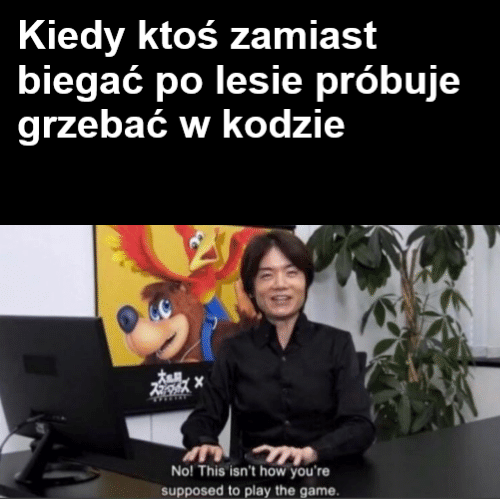 Kiedy ktoś zamiast
biegać po lesie próbuje
grzebać w kodzie
No! This isn't how you're
supposed to play the game.